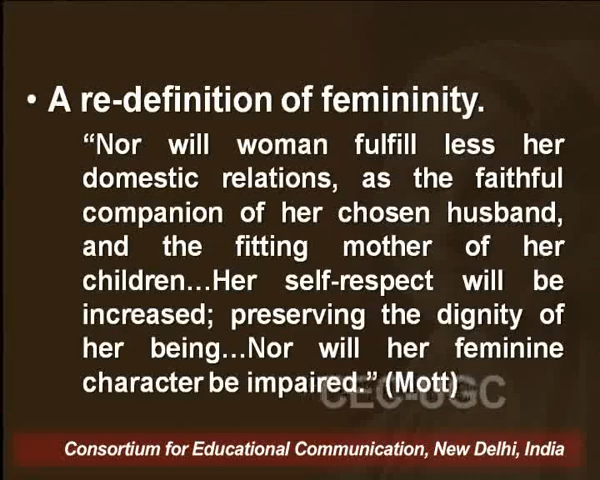 • A re-definition of femininity.
“Nor will woman fulfill less her
domestic relations, as the faithful
companion of her chosen husband,
and the fitting mother of her
children...Her self-respect will be
increased; preserving the dignity of
her being...Nor will her feminine
character be impaired.” (Mott)
CEC-UGC
Consortium for Educational Communication, New Delhi, India